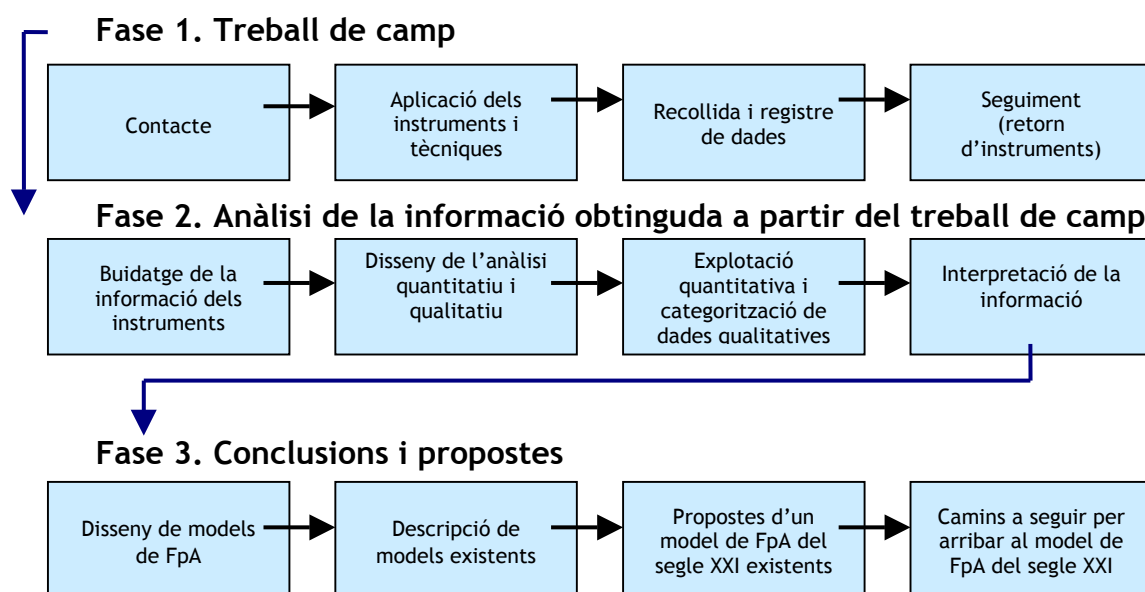 Fase 1. Treball de camp
Contacte
Aplicació dels
instruments i
tècniques
Recollida i registre
de dades
Seguiment
(retorn
d’instruments)
Fase 2. Anàlisi de la informació obtinguda a partir del treball de camp
Buidatge de la
informació dels
instruments
Disseny de l’anàlisi
quantitatiu i
qualitatiu
Explotació
quantitativa i
categorització de
dades qualitatives
Interpretació de la
informació
Fase 3. Conclusions i propostes
Disseny de models
de FpA
Descripció de
models existents
Propostes d’un
model de FpA del
segle XXI existents
Camins a seguir per
arribar al model de
FpA del segle XXI